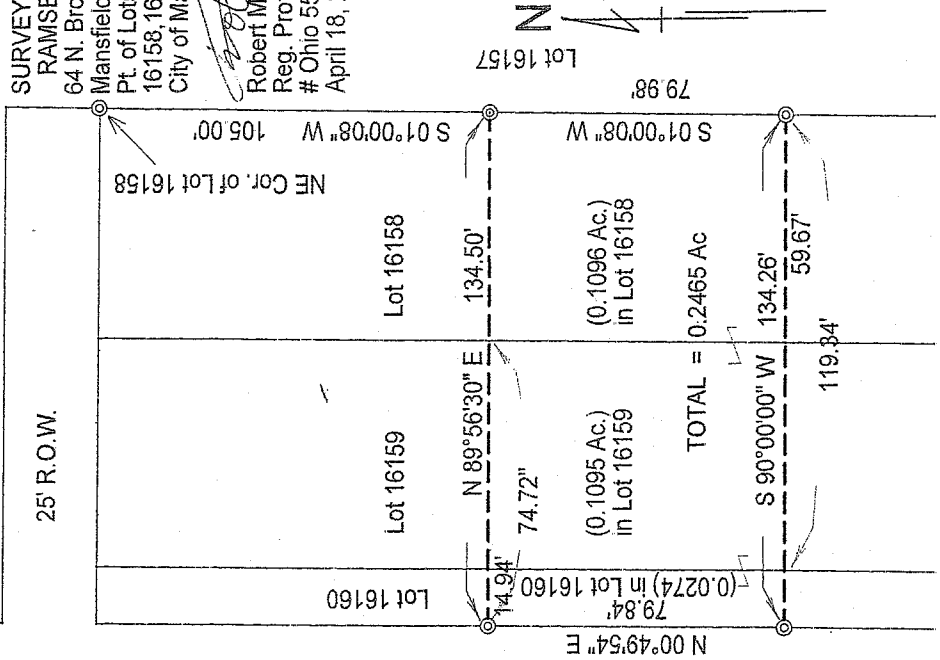 SURVEY
RAMSE
64 N. Bro
Mansfield
Pt. of Lot
16158,16
City of Ma
Robert M
Reg. Pro
# Ohio 55
April 18,
N
25' R.O.W.
NE Cor. of Lot 16158
S 01°00'08" W 105.00'
Lot 16160
Lot 16159
Lot 16158
Lot 16157
N 89°56'30" E 134.50'
14.94'
74.72"
N 00°49'54" E
79.84'
(0.0274) in Lot 16160
(0.1095 Ac.)
in Lot 16159
(0.1096 Ac.)
in Lot 16158
S 01°00'08" W 79.98'
TOTAL = 0.2465 Ac
S 90°00'00" W 134.26'
59.67'
119.34'